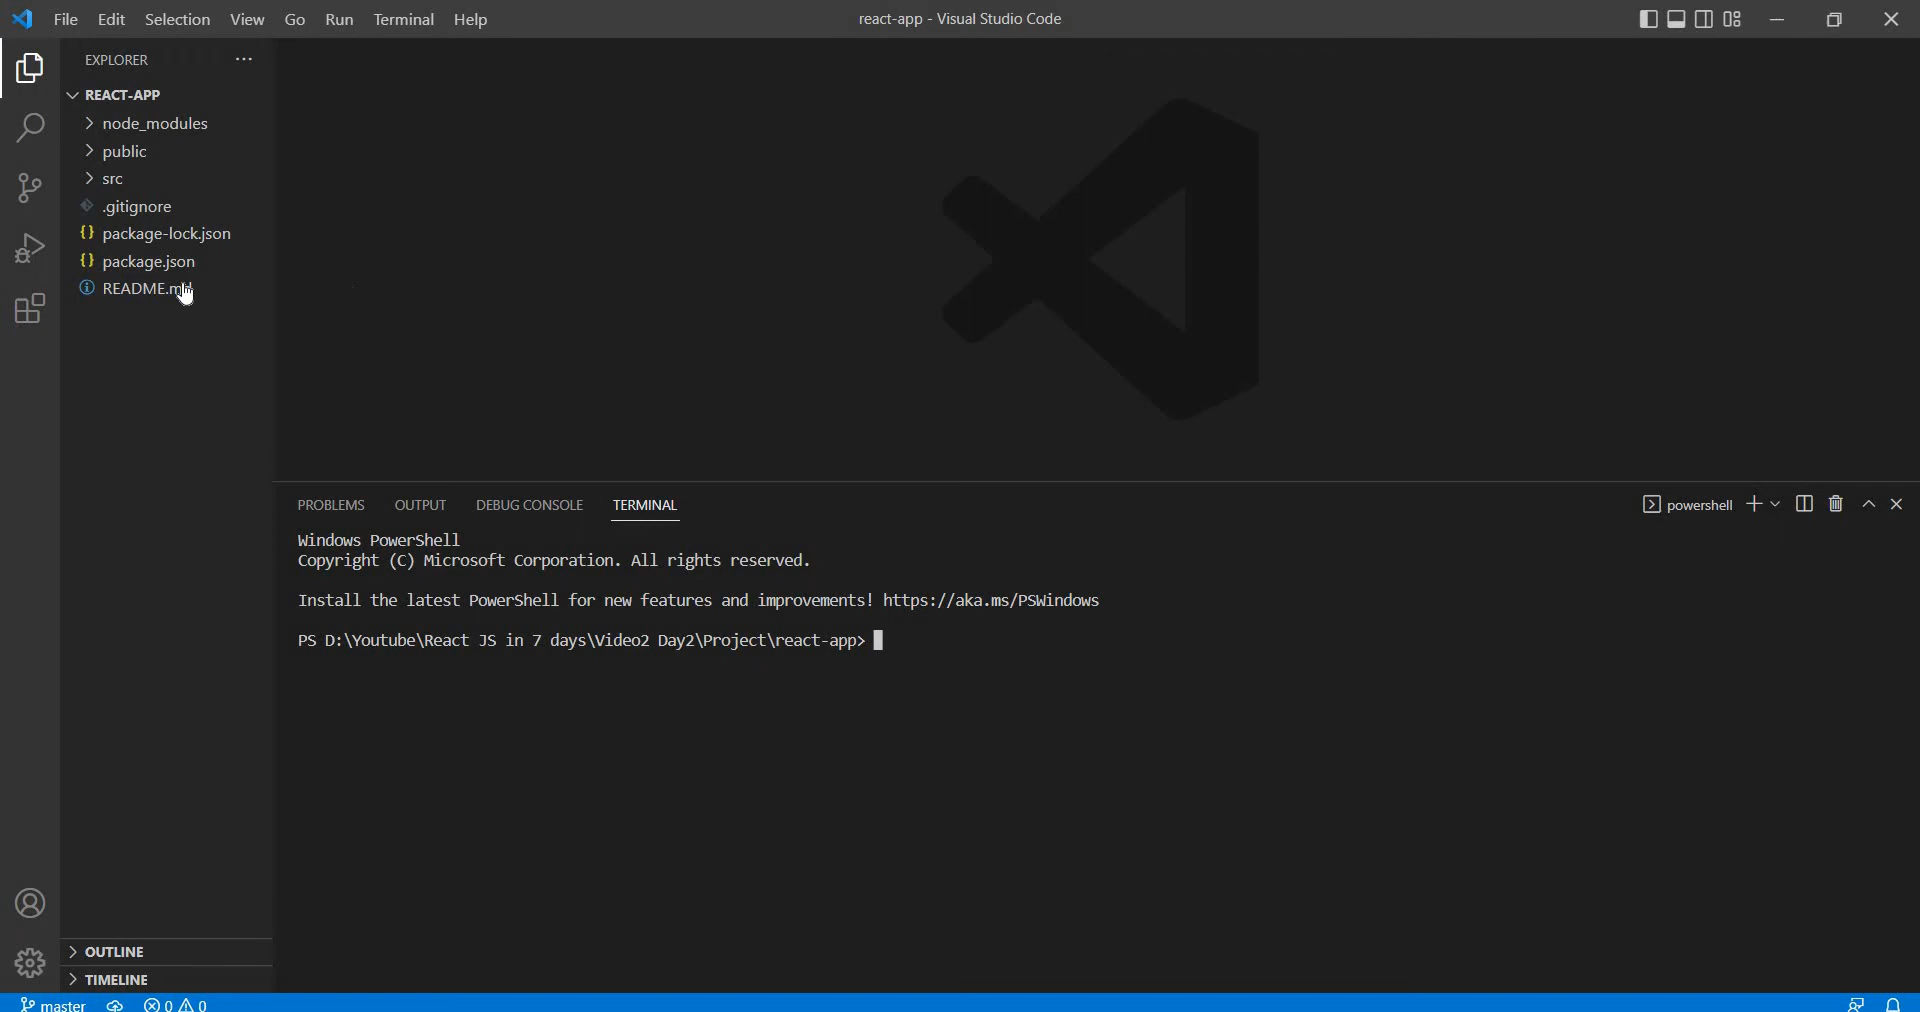 File Edit Selection View Go Run Terminal Help
react-app - Visual Studio Code
EXPLORER
REACT-APP
node_modules
public
src
.gitignore
package-lock.json
package.json
README.md
PROBLEMS OUTPUT DEBUG CONSOLE TERMINAL
powershell
Windows PowerShell
Copyright (C) Microsoft Corporation. All rights reserved.
Install the latest PowerShell for new features and improvements! https://aka.ms/PSWindows
PS D:\Youtube\React JS in 7 days\Video2 Day2\Project\react-app>
OUTLINE
TIMELINE
master 0 0